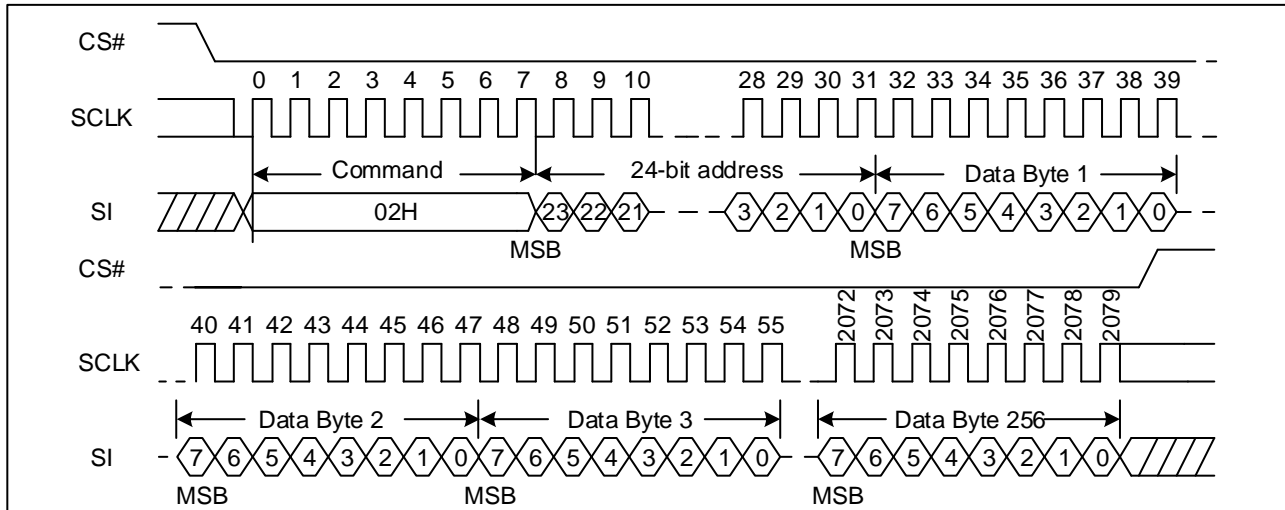 CS#
0 1 2 3 4 5 6 7 8 9 10 28 29 30 31 32 33 34 35 36 37 38 39
SCLK
Command 24-bit address Data Byte 1
SI 02H 23 22 21 3 2 1 0 7 6 5 4 3 2 1 0
MSB MSB
CS#
40 41 42 43 44 45 46 47 48 49 50 51 52 53 54 55 2072 2073 2074 2075 2076 2077 2078 2079
SCLK
Data Byte 2 Data Byte 3 Data Byte 256
SI 7 6 5 4 3 2 1 0 7 6 5 4 3 2 1 0 7 6 5 4 3 2 1 0
MSB MSB MSB